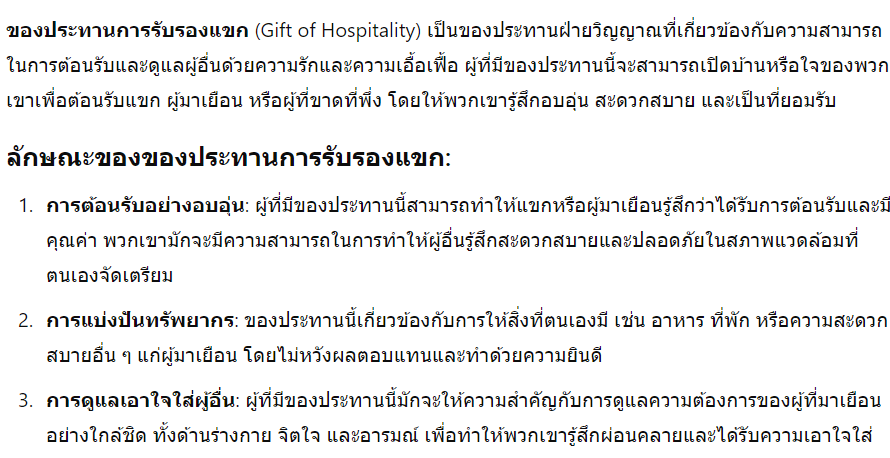 ของประทานการรับรองแขก (Gift of Hospitality) เป็นของประทานฝ่ายวิญญาณที่เกี่ยวข้องกับความสามารถ
ในการต้อนรับและดูแลผู้อื่นด้วยความรักและความเอื้อเฟื้อ ผู้ที่มีของประทานนี้จะสามารถเปิดบ้านหรือใจของพวก
เขาเพื่อต้อนรับแขก ผู้มาเยือน หรือผู้ที่ขาดที่พึ่ง โดยให้พวกเขารู้สึกอบอุ่น สะดวกสบาย และเป็นที่ยอมรับ
ลักษณะของของประทานการรับรองแขก:
1. การต้อนรับอย่างอบอุ่น: ผู้ที่มีของประทานนี้สามารถทำให้แขกหรือผู้มาเยือนรู้สึกว่าได้รับการต้อนรับและมี
คุณค่า พวกเขามักจะมีความสามารถในการทำให้ผู้อื่นรู้สึกสะดวกสบายและปลอดภัยในสภาพแวดล้อมที่
ตนเองจัดเตรียม
2. การแบ่งปันทรัพยากร: ของประทานนี้เกี่ยวข้องกับการให้สิ่งที่ตนเองมี เช่น อาหาร ที่พัก หรือความสะดวก
สบายอื่น ๆ แก่ผู้มาเยือน โดยไม่หวังผลตอบแทนและทำด้วยความยินดี
3. การดูแลเอาใจใส่ผู้อื่น: ผู้ที่มีของประทานนี้มักจะให้ความสำคัญกับการดูแลความต้องการของผู้ที่มาเยือน
อย่างใกล้ชิด ทั้งด้านร่างกาย จิตใจ และอารมณ์ เพื่อทำให้พวกเขารู้สึกผ่อนคลายและได้รับความเอาใจใส่